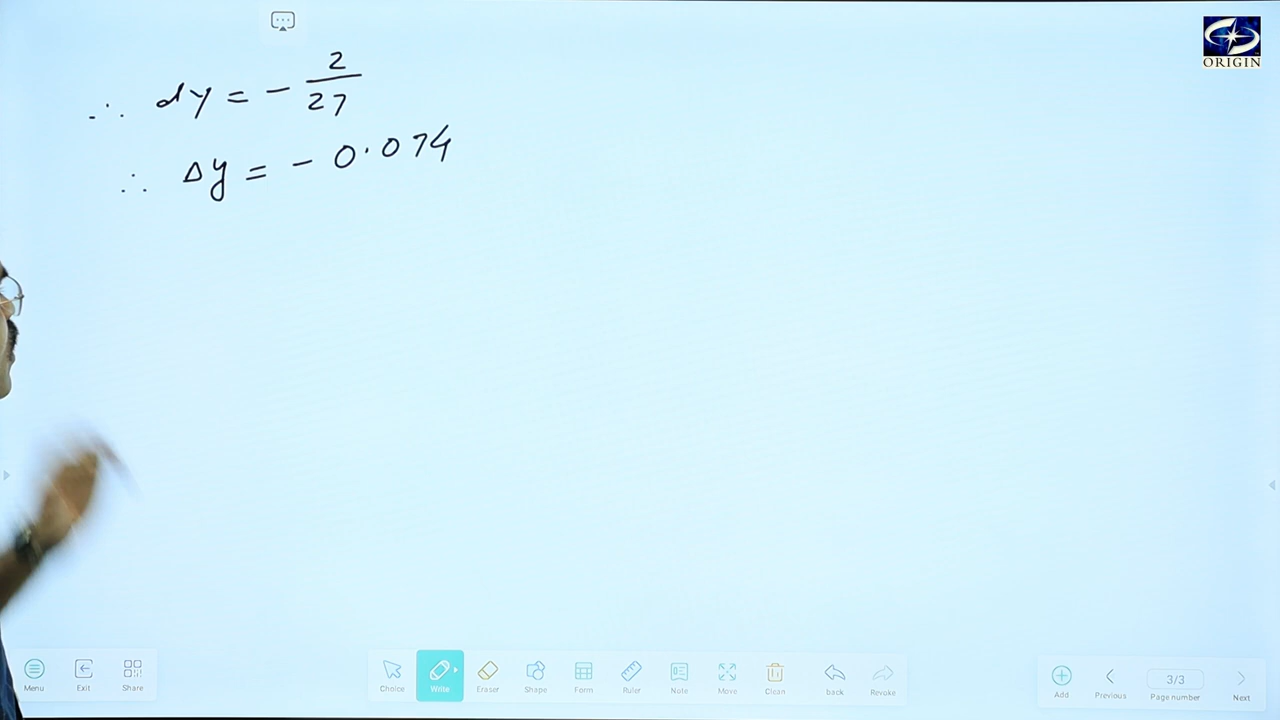 ORIGIN
∴ dy = - 2/27
∴ Δy = - 0.074
Menu Exit Share Choice Write Eraser Shape Form Ruler Note Move Clean back Revoke Add Previous 3/3 Page number Next